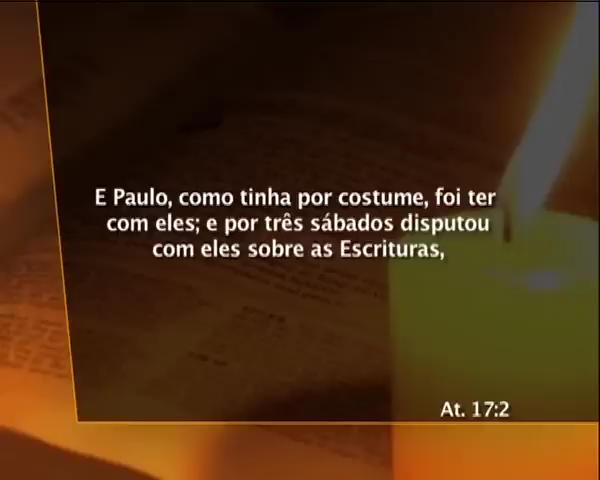 E Paulo, como tinha por costume, foi ter
com eles; e por três sábados disputou
com eles sobre as Escrituras,
At. 17:2